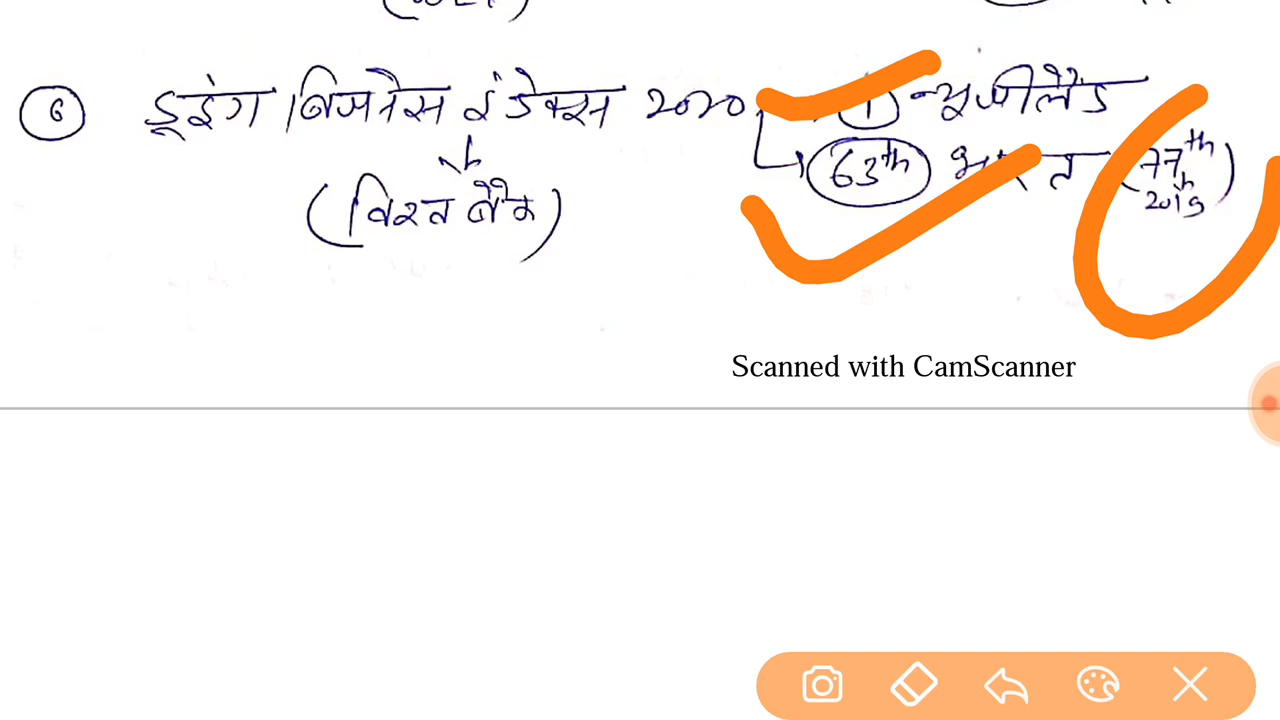 6 डूइंग बिजनेस इंडेक्स 2020 1 न्यूजीलैंड
63th भारत (77th 2019)
(विश्व बैंक)
Scanned with CamScanner